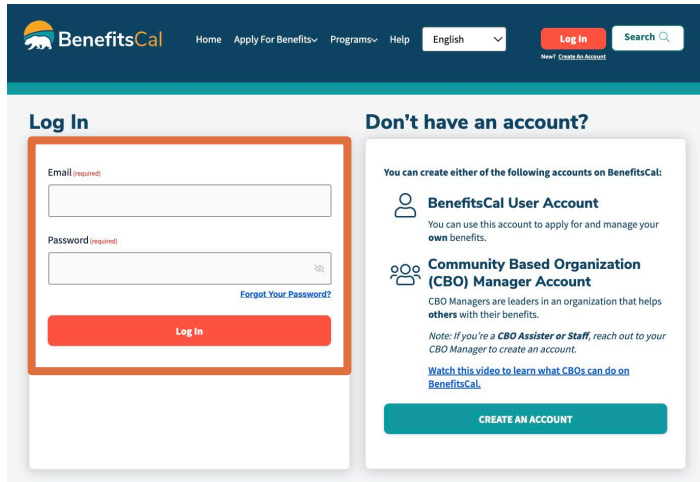 BenefitsCal
Home Apply For Benefits Programs Help English Log In Search
New? Create An Account
Log In
Email (required)
Password (required)
Forgot Your Password?
Log In
Don't have an account?
You can create either of the following accounts on BenefitsCal:
BenefitsCal User Account
You can use this account to apply for and manage your
own benefits.
Community Based Organization
(CBO) Manager Account
CBO Managers are leaders in an organization that helps
others with their benefits.
Note: If you're a CBO Assister or Staff, reach out to your
CBO Manager to create an account.
Watch this video to learn what CBOs can do on
BenefitsCal.
CREATE AN ACCOUNT